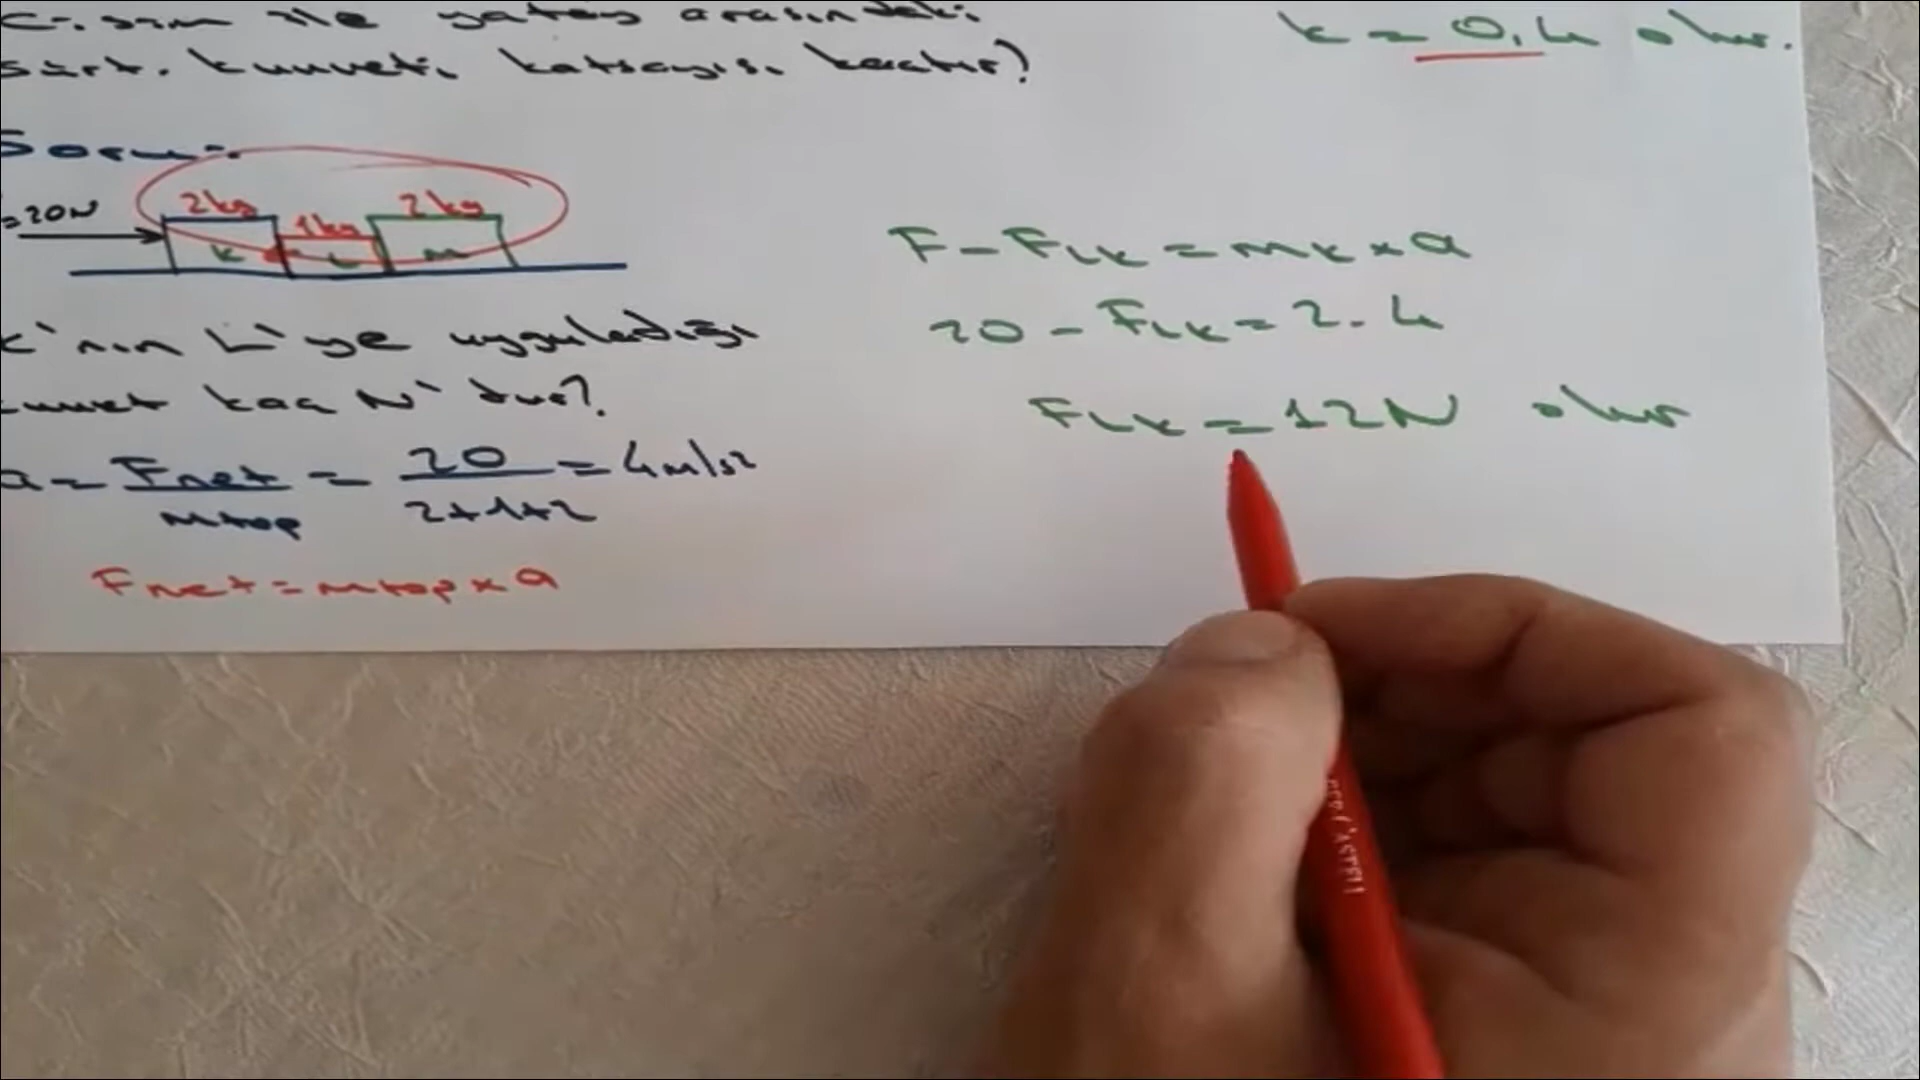 Cisim ile yatay arasındaki
sürt. kuvveti katsayısı kaçtır?
k = 0,4 olur.
Soru:
=20N
2kg
1kg
2kg
K
L
M
K'nın L'ye uyguladığı
kuvvet kaç N'dur?
a = Fnet / mtop = 20 / 2+1+2 = 4m/s2
Fnet = mtop x a
F - FLK = mK x a
20 - FLK = 2.4
FLK = 12N olur